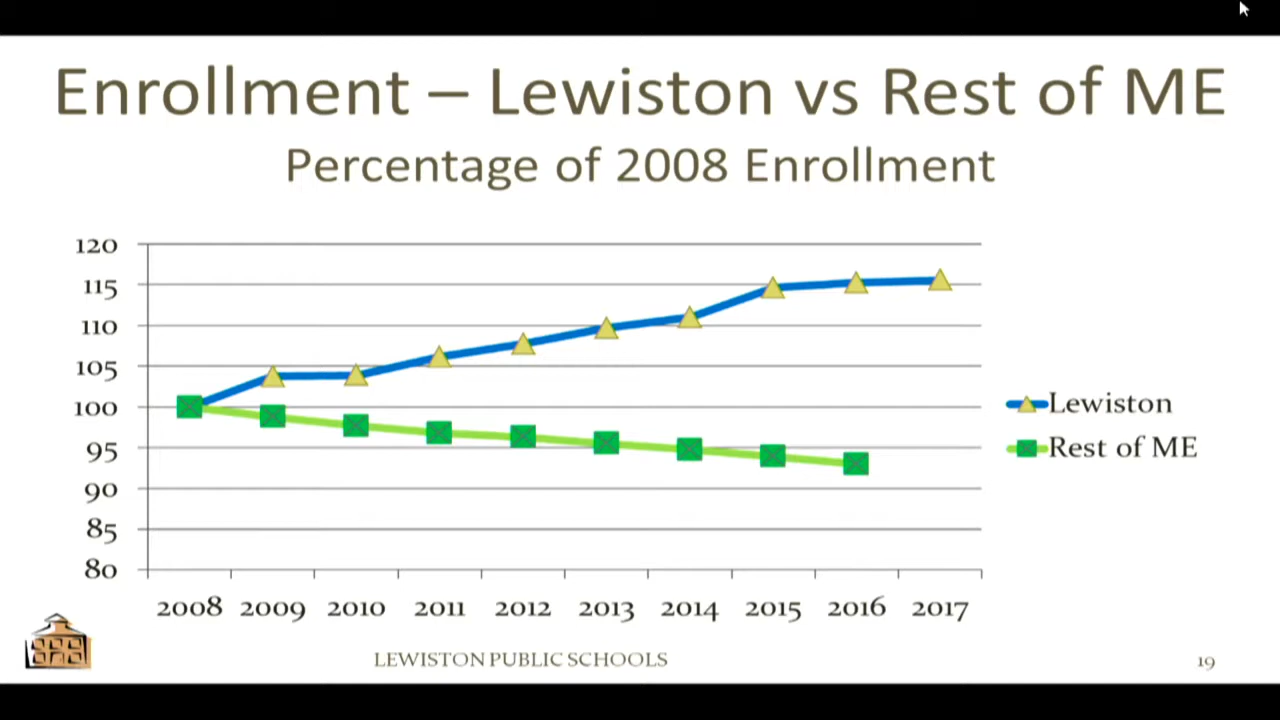 Enrollment – Lewiston vs Rest of ME
Percentage of 2008 Enrollment
120
115
110
105
100
95
90
85
80
Lewiston
Rest of ME
2008 2009 2010 2011 2012 2013 2014 2015 2016 2017
LEWISTON PUBLIC SCHOOLS
19